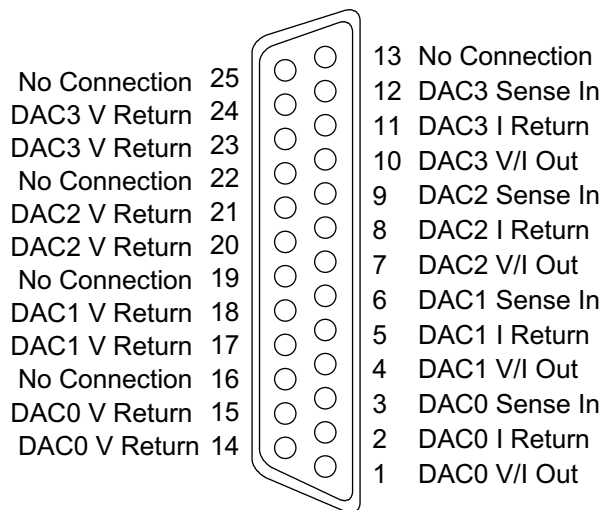 No Connection 25
DAC3 V Return 24
DAC3 V Return 23
No Connection 22
DAC2 V Return 21
DAC2 V Return 20
No Connection 19
DAC1 V Return 18
DAC1 V Return 17
No Connection 16
DAC0 V Return 15
DAC0 V Return 14
13 No Connection
12 DAC3 Sense In
11 DAC3 I Return
10 DAC3 V/I Out
9 DAC2 Sense In
8 DAC2 I Return
7 DAC2 V/I Out
6 DAC1 Sense In
5 DAC1 I Return
4 DAC1 V/I Out
3 DAC0 Sense In
2 DAC0 I Return
1 DAC0 V/I Out